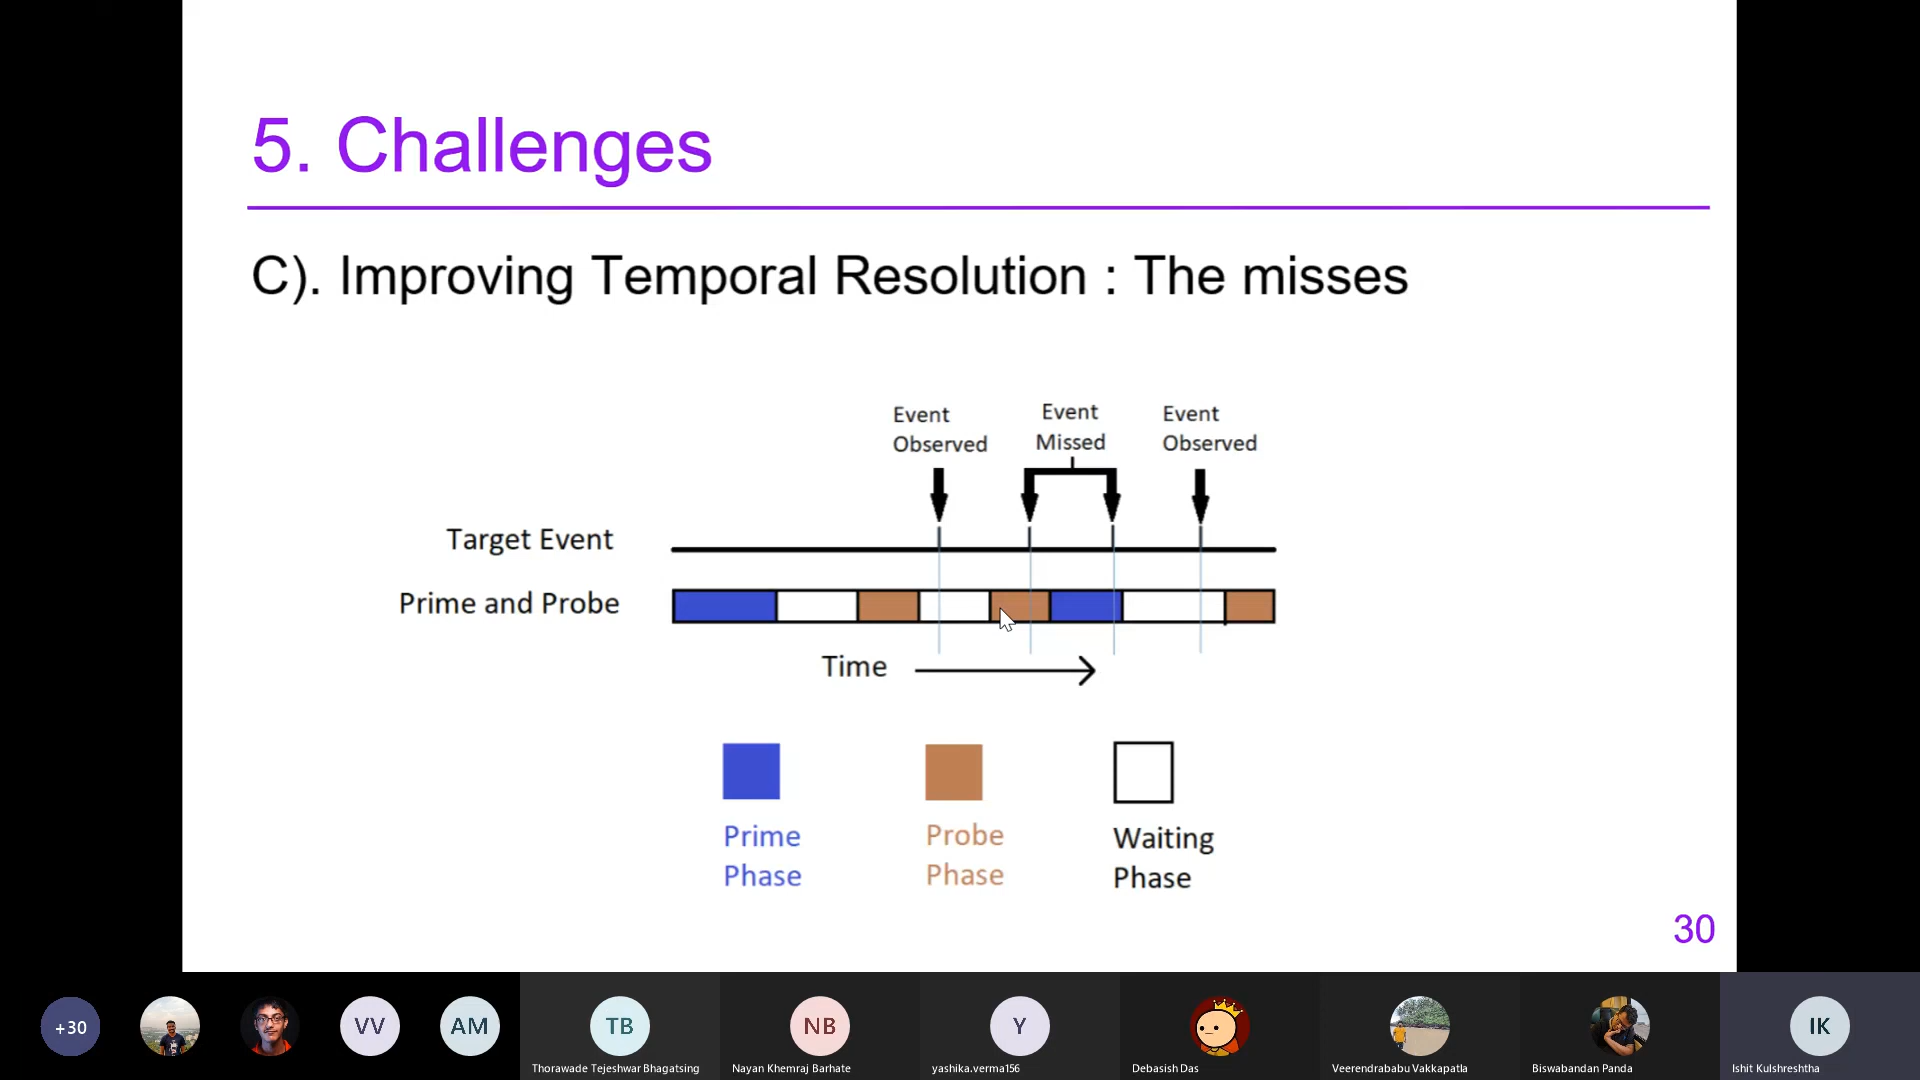 5. Challenges
C). Improving Temporal Resolution : The misses
Event
Observed
Event
Missed
Event
Observed
Target Event
Prime and Probe
Time
Prime
Phase
Probe
Phase
Waiting
Phase
30
+30
VV
AM
TB
NB
Y
IK
Thorawade Tejeshwar Bhagatsing
Nayan Khemraj Barhate
yashika.verma156
Debasish Das
Veerendrababu Vakkapatla
Biswabandan Panda
Ishit Kulshreshtha